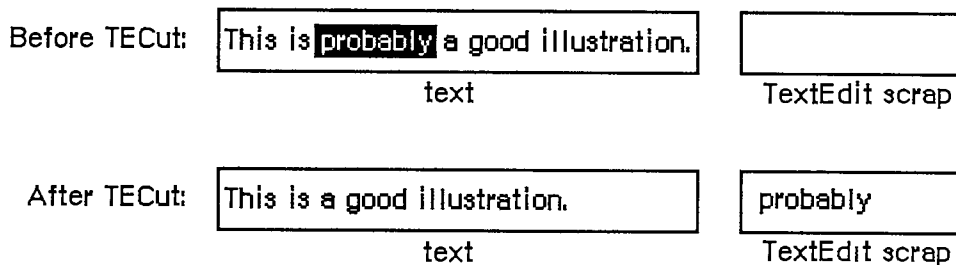 Before TECut: This is probably a good illustration.
text TextEdit scrap
After TECut: This is a good illustration. probably
text TextEdit scrap